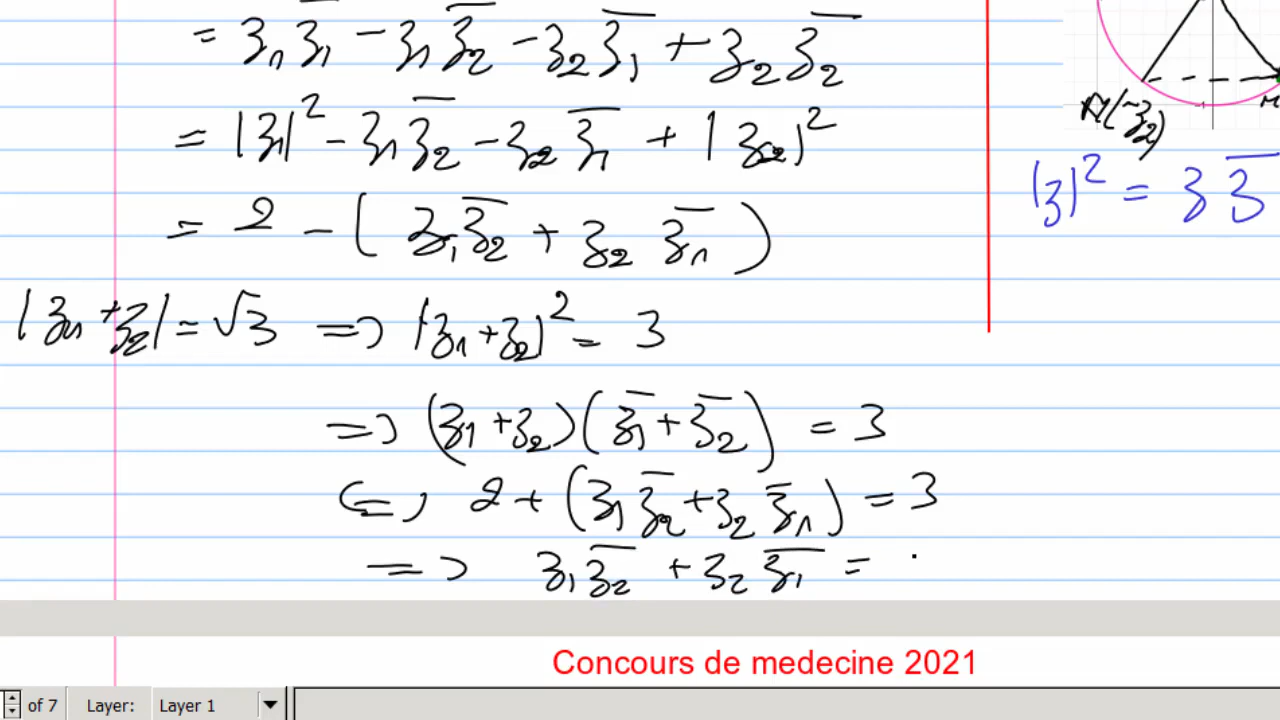 = z₁z̄₁ - z₁z̄₂ - z₂z̄₁ + z₂z̄₂
= |z₁|² - z₁z̄₂ - z₂z̄₁ + |z₂|²
= 2 - (z₁z̄₂ + z₂z̄₁)
|z₁ + z₂| = √3 => |z₁ + z₂|² = 3
=> (z₁ + z₂)(z̄₁ + z̄₂) = 3
<=> 2 + (z₁z̄₂ + z₂z̄₁) = 3
=> z₁z̄₂ + z₂z̄₁ =
(-z₂)
|z|² = z z̄
Concours de medecine 2021
of 7 Layer: Layer 1